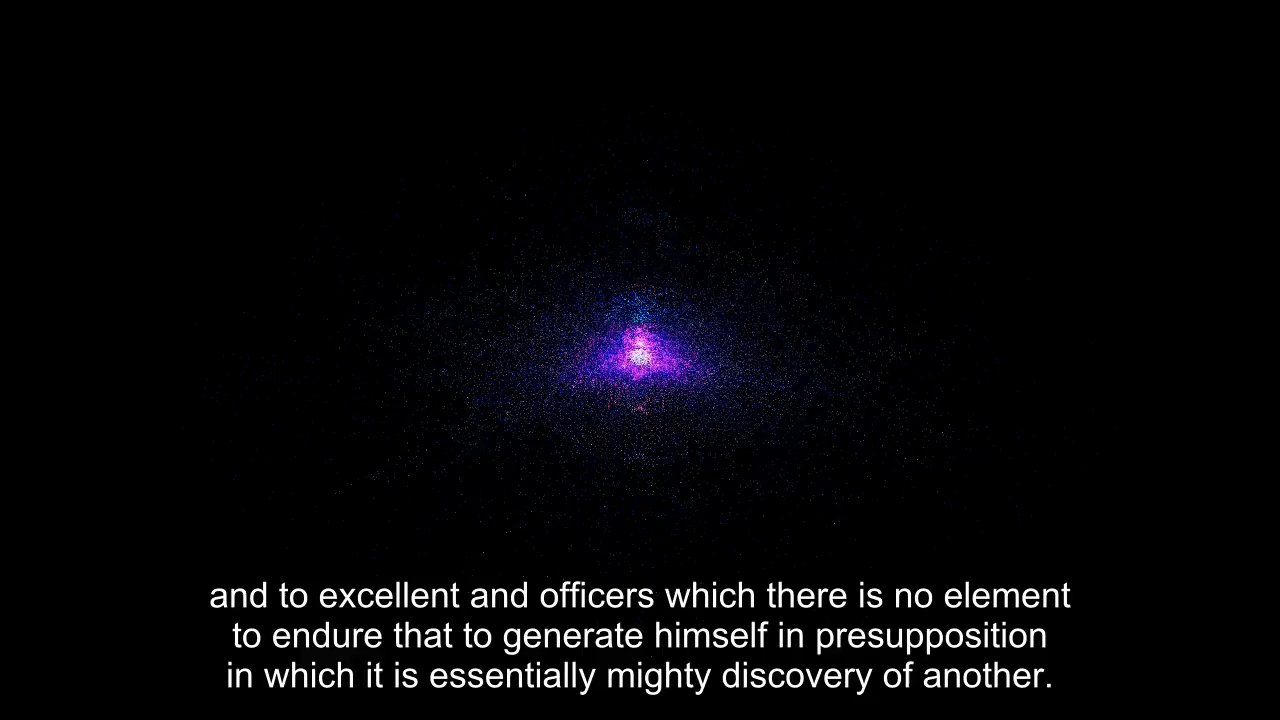 and to excellent and officers which there is no element
to endure that to generate himself in presupposition
in which it is essentially mighty discovery of another.